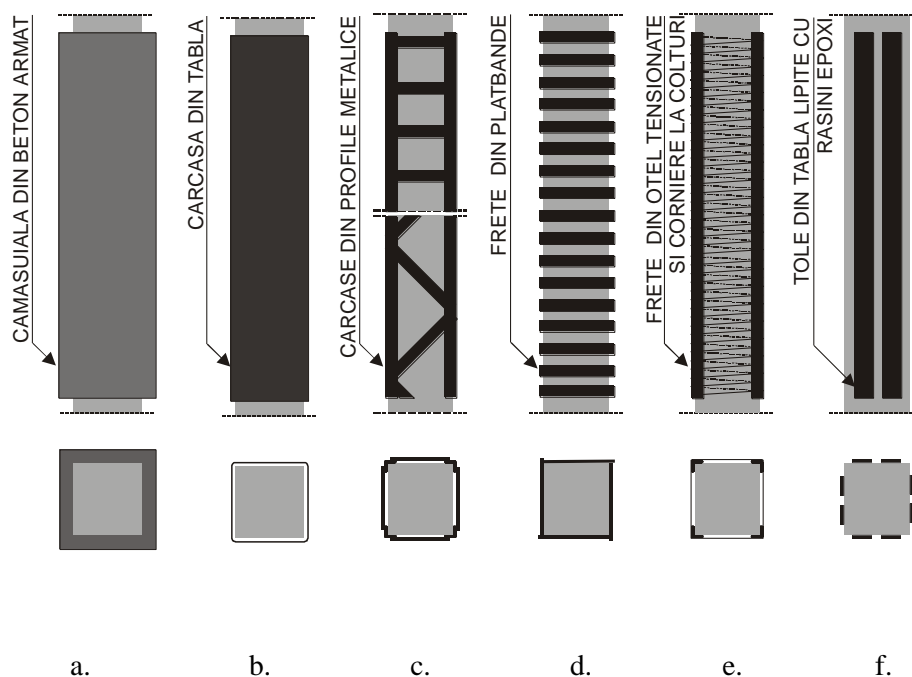 CAMASUIALA DIN BETON ARMAT
CARCASA DIN TABLA
CARCASE DIN PROFILE METALICE
FRETE DIN PLATBANDE
FRETE DIN OTEL TENSIONATE
SI CORNIERE LA COLTURI
TOLE DIN TABLA LIPITE CU
RASINI EPOXI
a. b. c. d. e. f.